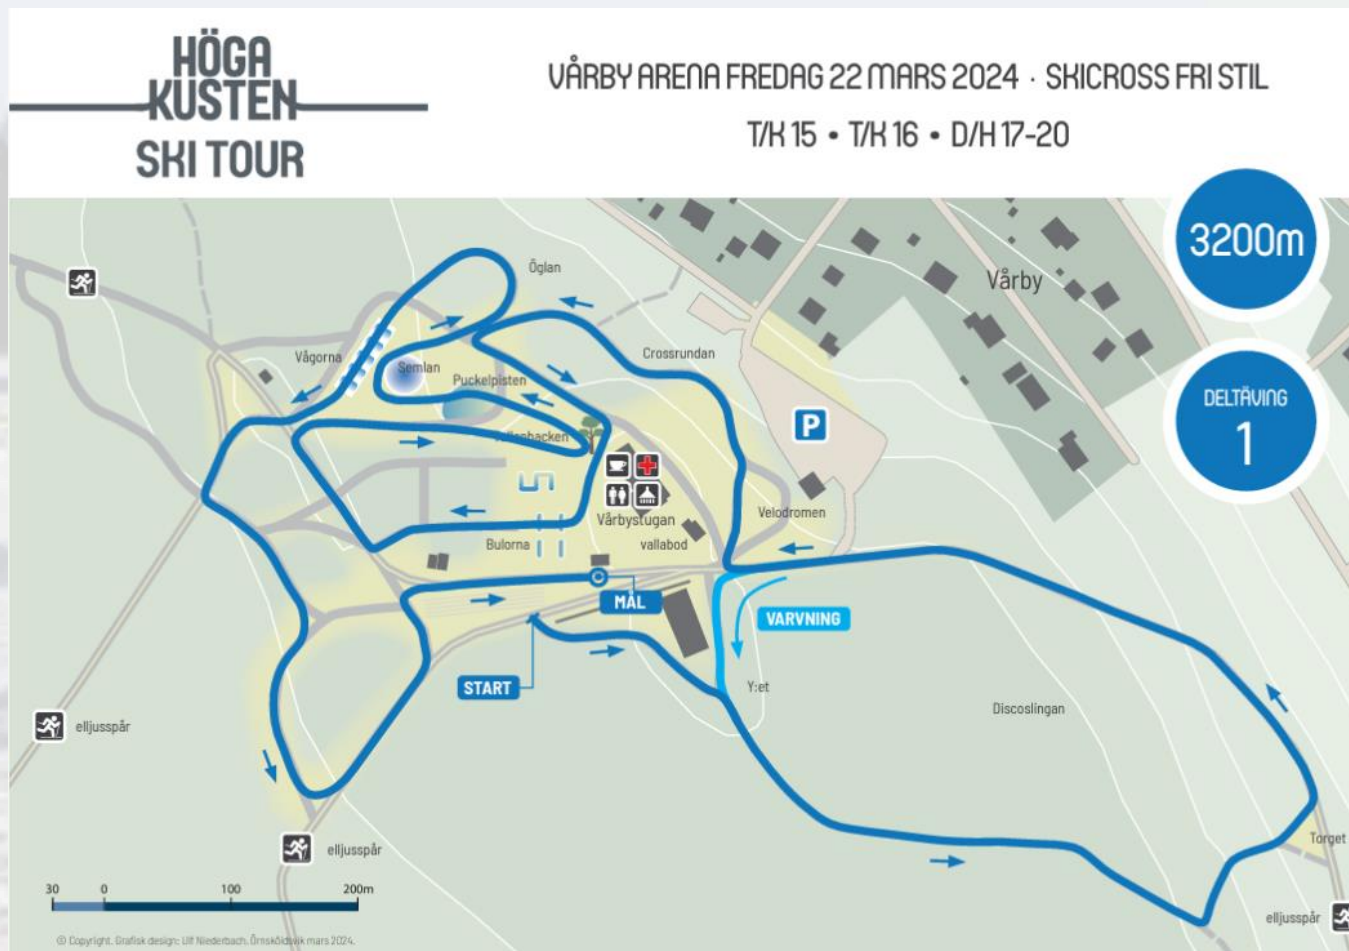 HÖGA
KUSTEN
SKI TOUR
VÅRBY ARENA FREDAG 22 MARS 2024 · SKICROSS FRI STIL
T/K 15 • T/K 16 • D/H 17-20
3200m
DELTÄVING
1
Öglan
Vårby
Vågorna
Semlan
Puckelpisten
Crossrundan
P
Bulorna
Vårbystugan
vallabod
Velodromen
MÅL
VARVNING
START
Y:et
Discoslingan
elljusspår
elljusspår
Torget
elljusspår
30 0 100 200m
© Copyright. Grafisk design: Ulf Niederbach. Örnsköldsvik mars 2024.